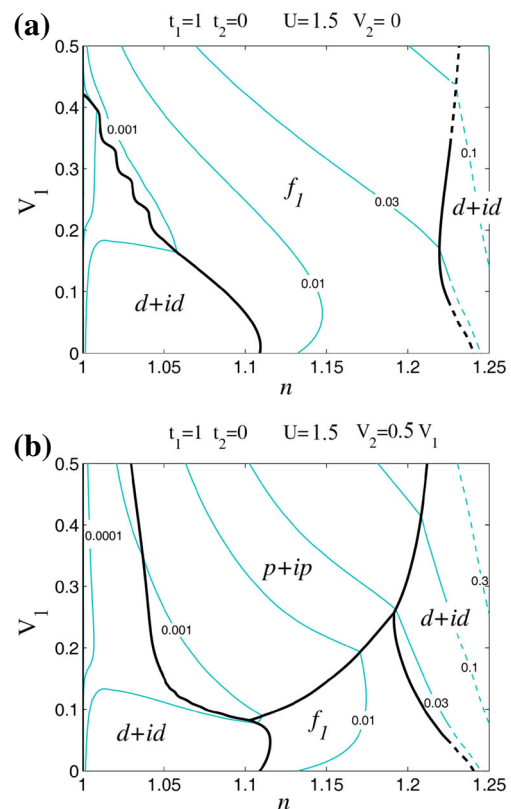 (a)
t₁=1 t₂=0 U=1.5 V₂=0
0.5
0.4
0.3
0.2
0.1
0
V₁
0.001
0.01
0.03
0.1
f₁
d+id
d+id
1 1.05 1.1 1.15 1.2 1.25
n
(b)
t₁=1 t₂=0 U=1.5 V₂=0.5 V₁
0.5
0.4
0.3
0.2
0.1
0
V₁
0.0001
0.001
0.01
0.03
0.1
0.3
p+ip
d+id
d+id
f₁
1 1.05 1.1 1.15 1.2 1.25
n